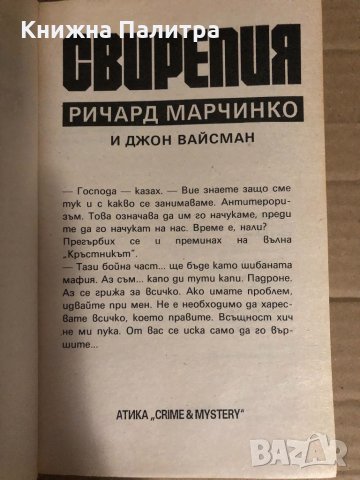 Книжна Палитра
СВИРЕПИЯ
РИЧАРД МАРЧИНКО
И ДЖОН ВАЙСМАН
— Господа — казах. — Вие знаете защо сме
тук и с какво се занимаваме. Антитерори-
зъм. Това означава да им го начукаме, преди
те да го начукат на нас. Време е, нали?
Прегърбих се и преминах на вълна
„Кръстникът".
— Тази бойна част... ще бъде като шибаната
мафия. Аз съм... капо ди тути капи. Падроне.
Аз се грижа за всичко. Ако имате проблем,
идвайте при мен. Не е необходимо да харес-
вате всичко, което правите. Всъщност хич
не ми пука. От вас се иска само да го вър-
шите...
АТИКА „CRIME & MYSTERY"
BAZAR